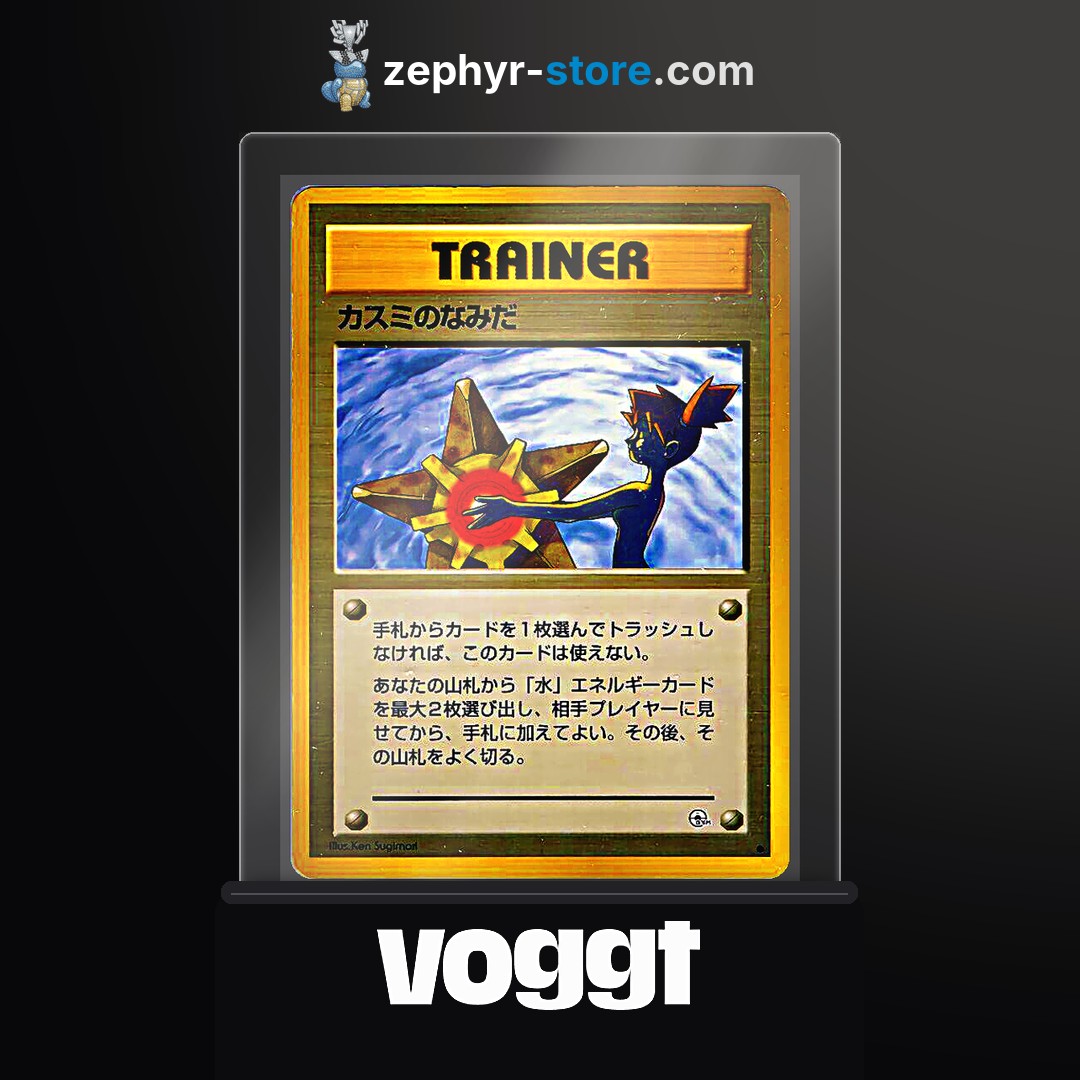 zephyr-store.com
TRAINER
カスミのなみだ
手札からカードを1枚選んでトラッシュし
なければ、このカードは使えない。
あなたの山札から「水」エネルギーカード
を最大2枚選び出し、相手プレイヤーに見
せてから、手札に加えてよい。その後、そ
の山札をよく切る。
GYM
Illus. Ken Sugimori
voggt